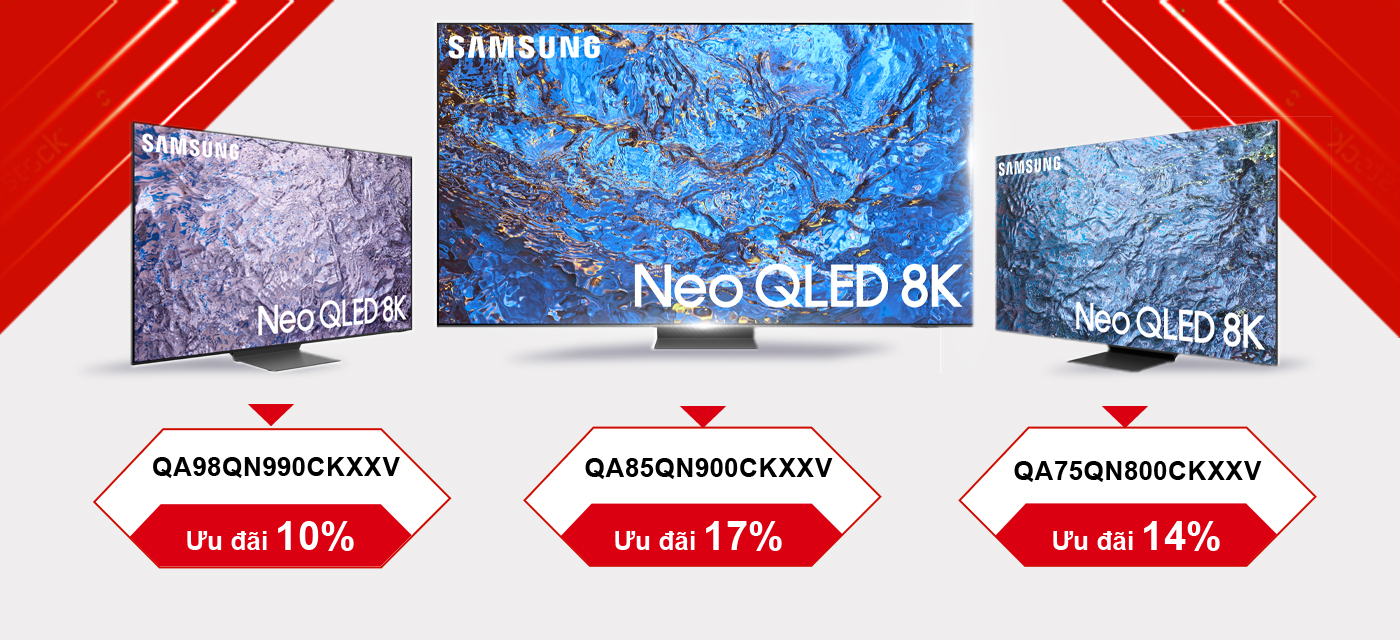 SAMSUNG
Neo QLED 8K
SAMSUNG
Neo QLED 8K
SAMSUNG
Neo QLED 8K
QA98QN990CKXXV
Ưu đãi 10%
QA85QN900CKXXV
Ưu đãi 17%
QA75QN800CKXXV
Ưu đãi 14%